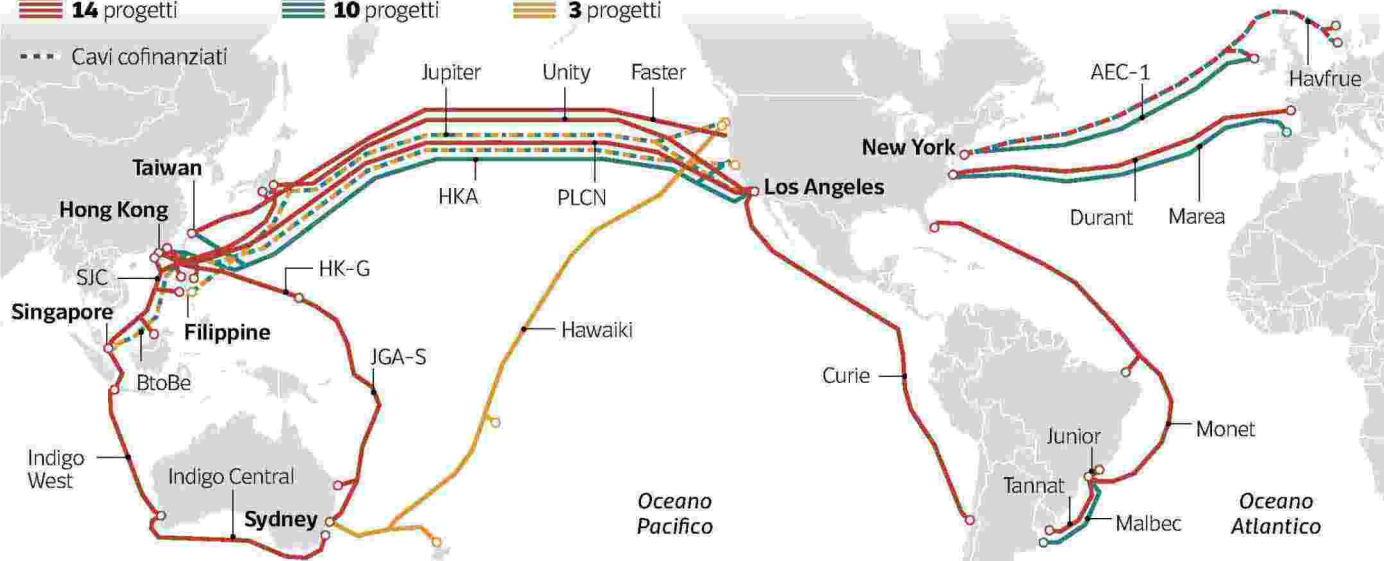 14 progetti
10 progetti
3 progetti
Cavi cofinanziati
Jupiter
Unity
Faster
AEC-1
Havfrue
New York
Taiwan
Los Angeles
Hong Kong
HKA
PLCN
Durant
Marea
SJC
HK-G
Singapore
Filippine
Hawaiki
BtoBe
JGA-S
Curie
Monet
Junior
Indigo
West
Indigo Central
Tannat
Sydney
Oceano
Pacifico
Malbec
Oceano
Atlantico